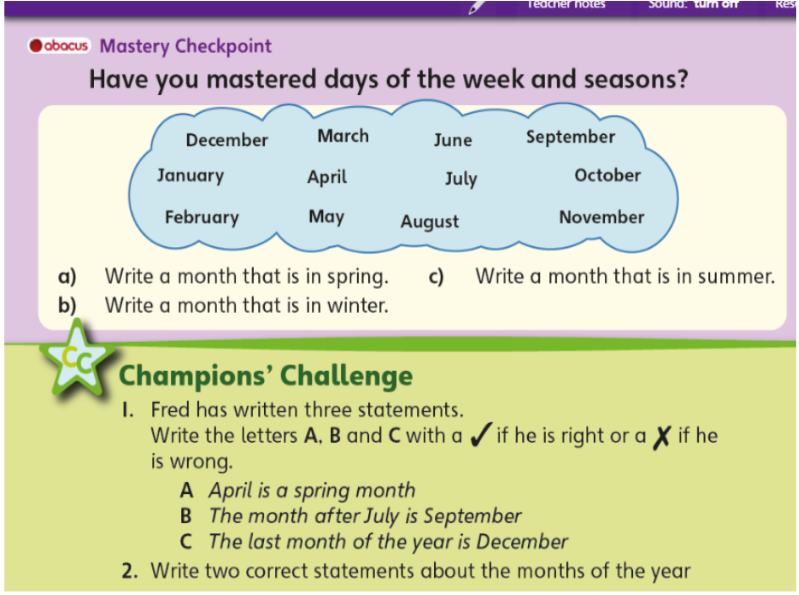 Teacher notes Sound: turn off Res
abacus Mastery Checkpoint
Have you mastered days of the week and seasons?
December March June September
January April July October
February May August November
a) Write a month that is in spring. c) Write a month that is in summer.
b) Write a month that is in winter.
CC
Champions' Challenge
1. Fred has written three statements.
Write the letters A, B and C with a ✓ if he is right or a ✗ if he
is wrong.
A April is a spring month
B The month after July is September
C The last month of the year is December
2. Write two correct statements about the months of the year